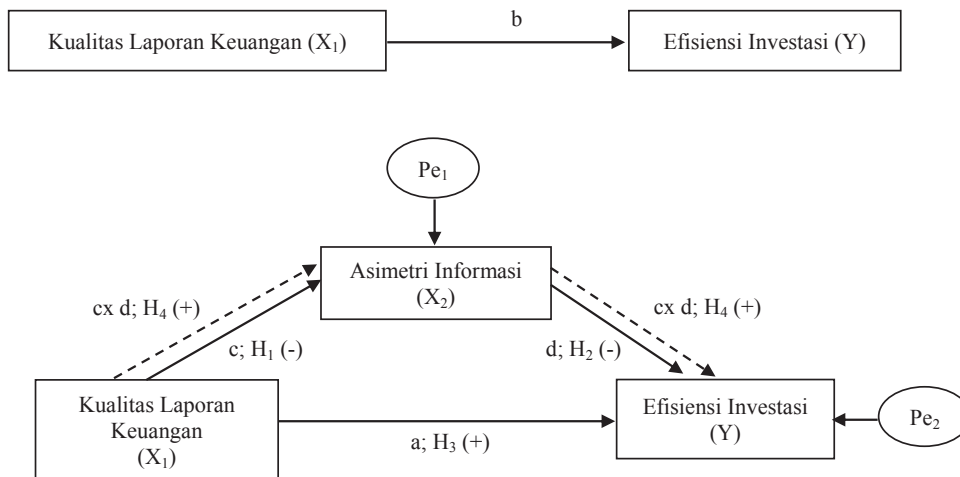 b
Kualitas Laporan Keuangan (X₁)
Efisiensi Investasi (Y)
Pe₁
Asimetri Informasi
(X₂)
cx d; H₄ (+)
cx d; H₄ (+)
c; H₁ (-)
d; H₂ (-)
Kualitas Laporan
Keuangan
(X₁)
Efisiensi Investasi
(Y)
Pe₂
a; H₃ (+)